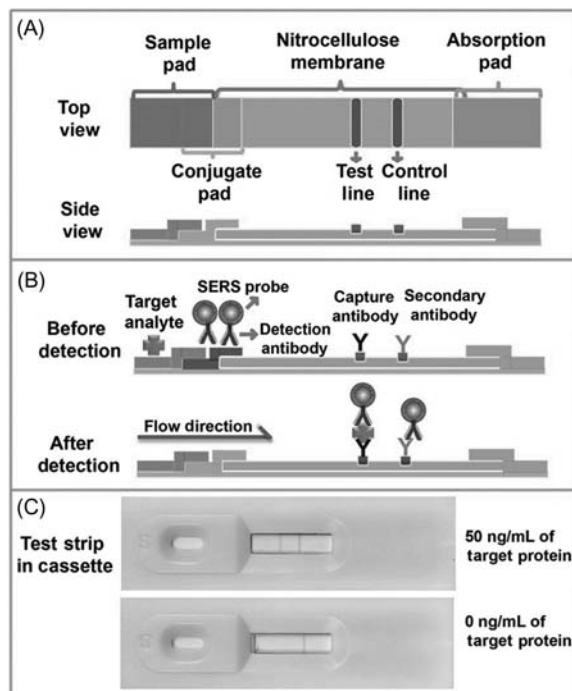 (A)
Sample
pad
Nitrocellulose
membrane
Absorption
pad
Top
view
Conjugate
pad
Test
line
Control
line
Side
view
(B)
SERS probe
Target
analyte
Capture
antibody
Secondary
antibody
Before
detection
Detection
antibody
Flow direction
After
detection
(C)
Test strip
in cassette
50 ng/mL of
target protein
0 ng/mL of
target protein